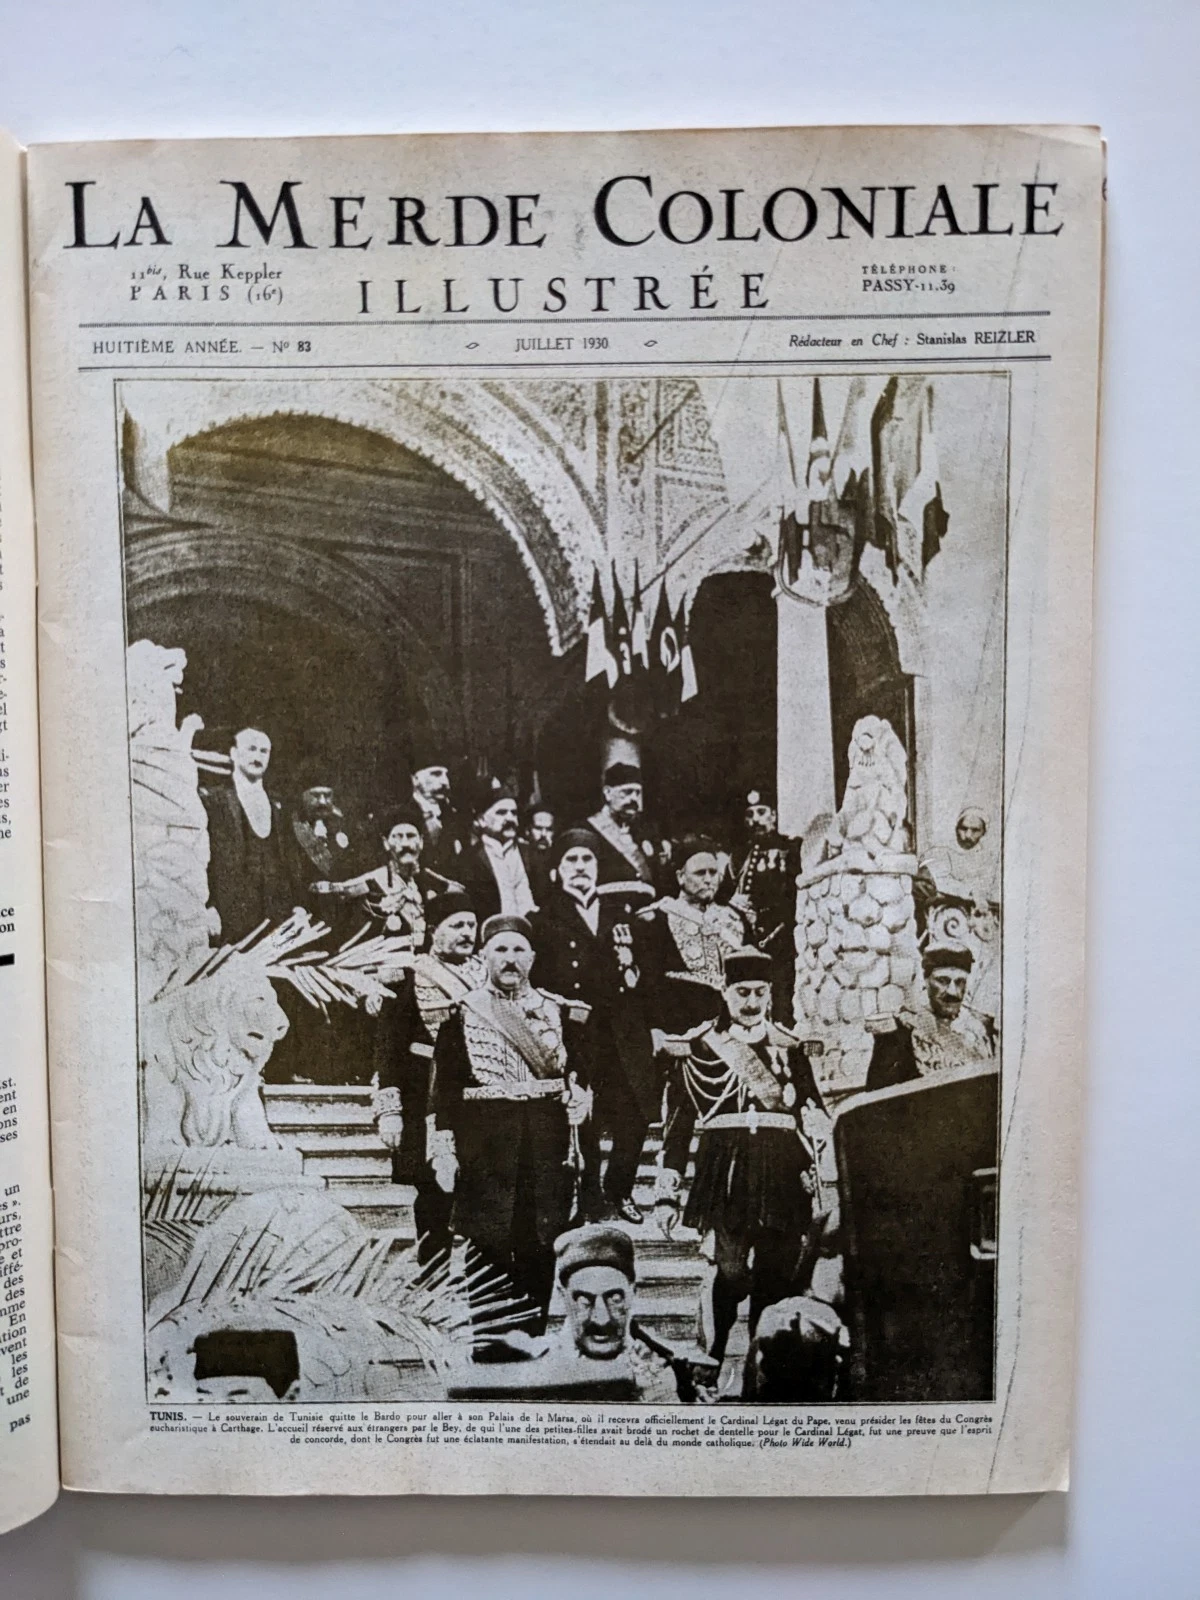 LA MERDE COLONIALE
11bis, Rue Keppler
PARIS (16e)
ILLUSTRÉE
TÉLÉPHONE :
PASSY-11.39
HUITIÈME ANNÉE. — No 83
JUILLET 1930
Rédacteur en Chef : Stanislas REIZLER
TUNIS. — Le souverain de Tunisie quitte le Bardo pour aller à son Palais de la Marsa, où il recevra officiellement le Cardinal Légat du Pape, venu présider les fêtes du Congrès
eucharistique à Carthage. L'accueil réservé aux étrangers par le Bey, de qui l'une des petites-filles avait brodé un rochet de dentelle pour le Cardinal Légat, fut une preuve que l'esprit
de concorde, dont le Congrès fut une éclatante manifestation, s'étendait au delà du monde catholique. (Photo Wide World.)